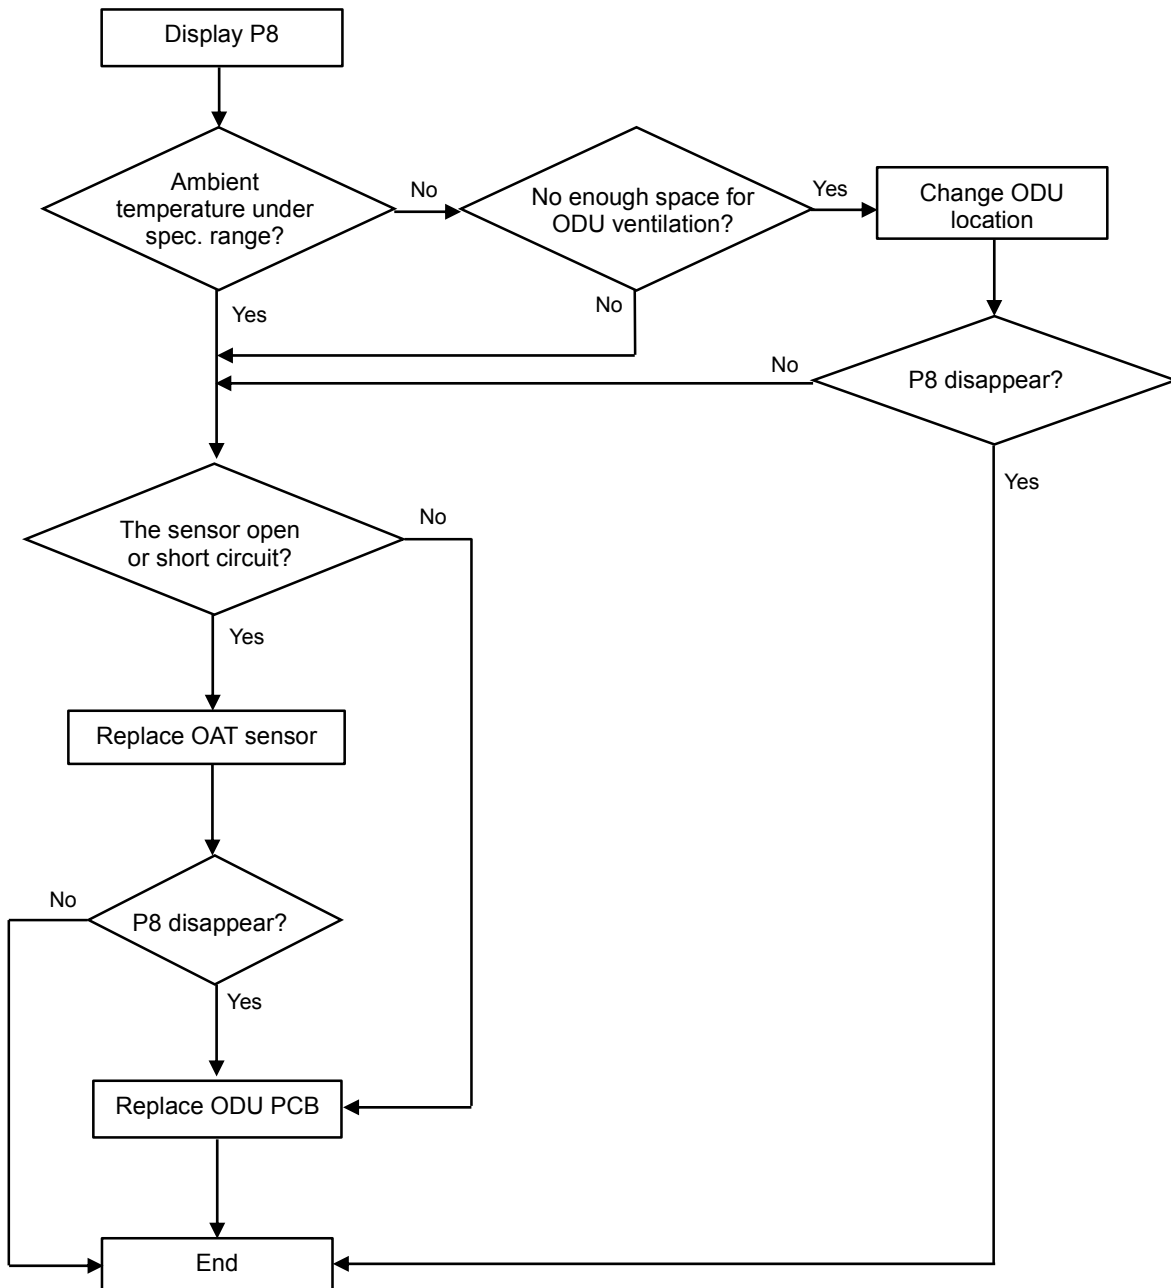 Display P8
Ambient
temperature under
spec. range?
No
No enough space for
ODU ventilation?
Yes
Change ODU
location
Yes
No
No
P8 disappear?
Yes
The sensor open
or short circuit?
No
Yes
Replace OAT sensor
No
P8 disappear?
Yes
Replace ODU PCB
End